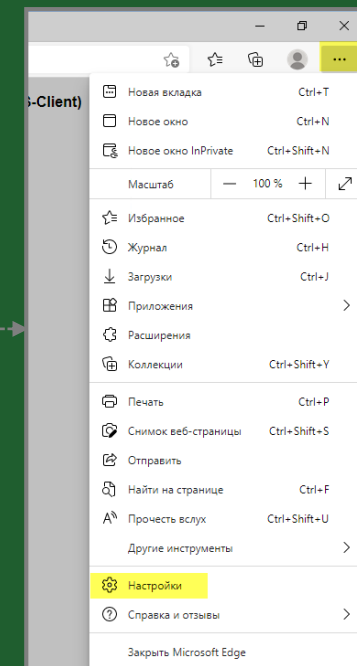 S-Client)
Новая вкладка Ctrl+T
Новое окно Ctrl+N
Новое окно InPrivate Ctrl+Shift+N
Масштаб — 100 % +
Избранное Ctrl+Shift+O
Журнал Ctrl+H
Загрузки Ctrl+J
Приложения
Расширения
Коллекции Ctrl+Shift+Y
Печать Ctrl+P
Снимок веб-страницы Ctrl+Shift+S
Отправить
Найти на странице Ctrl+F
Прочесть вслух Ctrl+Shift+U
Другие инструменты
Настройки
Справка и отзывы
Закрыть Microsoft Edge